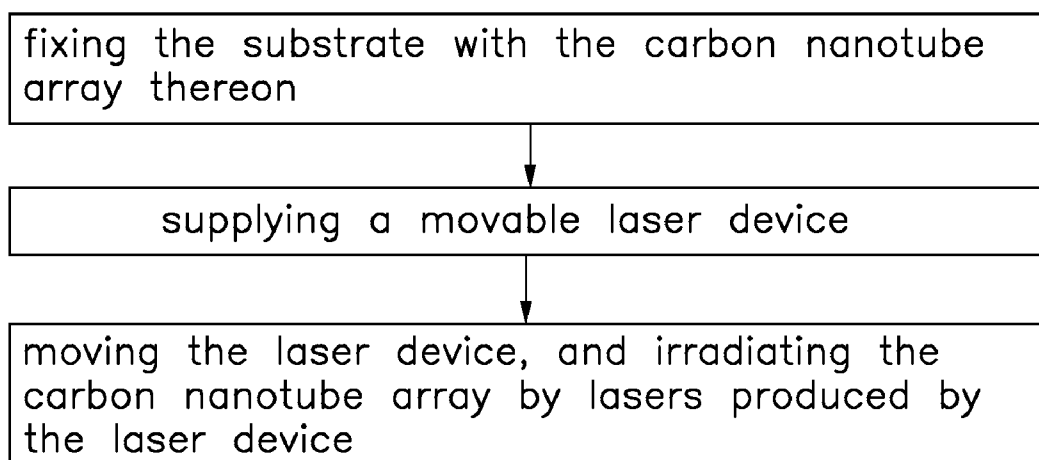 fixing the substrate with the carbon nanotube
array thereon
supplying a movable laser device
moving the laser device, and irradiating the
carbon nanotube array by lasers produced by
the laser device